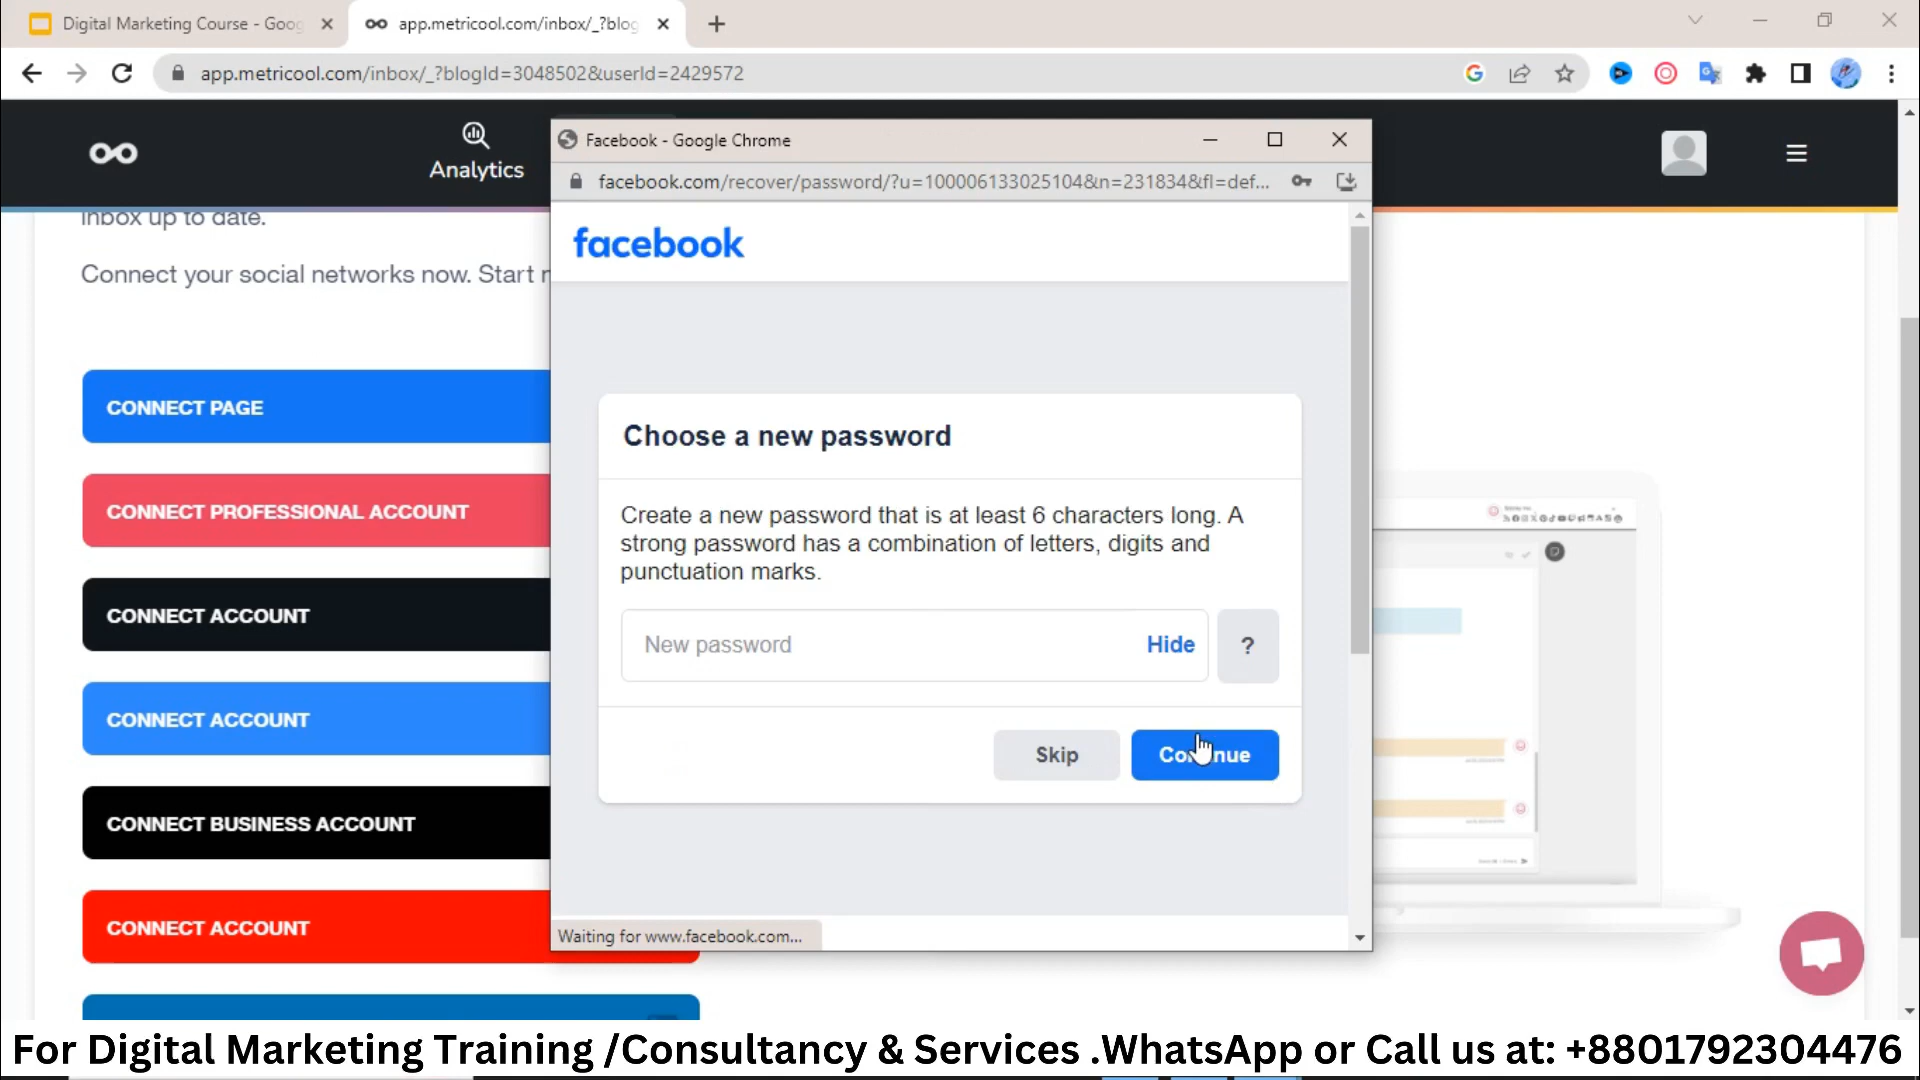 Digital Marketing Course - Goog
app.metricool.com/inbox/_?blog
app.metricool.com/inbox/_?blogId=3048502&userId=2429572
Analytics
Facebook - Google Chrome
facebook.com/recover/password/?u=100006133025104&n=231834&fl=def...
inbox up to date.
facebook
Connect your social networks now. Start
CONNECT PAGE
Choose a new password
CONNECT PROFESSIONAL ACCOUNT
Create a new password that is at least 6 characters long. A
strong password has a combination of letters, digits and
punctuation marks.
CONNECT ACCOUNT
New password
Hide
?
CONNECT ACCOUNT
Skip
Continue
CONNECT BUSINESS ACCOUNT
CONNECT ACCOUNT
Waiting for www.facebook.com...
For Digital Marketing Training /Consultancy & Services .WhatsApp or Call us at: +8801792304476